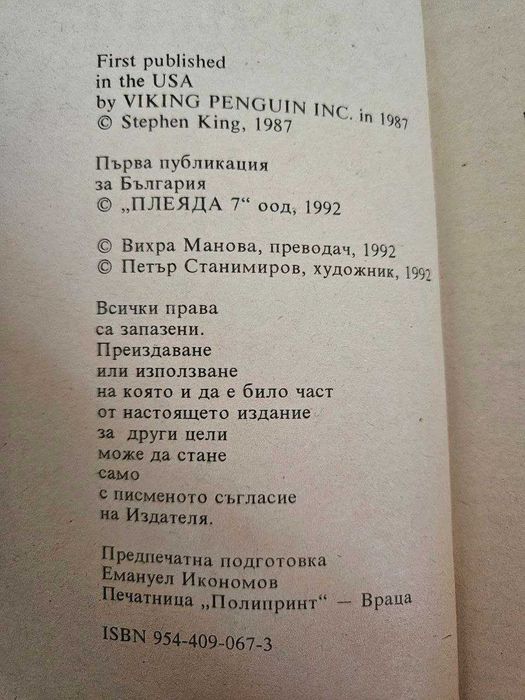 First published
in the USA
by VIKING PENGUIN INC. in 1987
© Stephen King, 1987
Първа публикация
за България
© „ПЛЕЯДА 7“ оод, 1992
© Вихра Манова, преводач, 1992
© Петър Станимиров, художник, 1992
Всички права
са запазени.
Преиздаване
или използване
на която и да е било част
от настоящето издание
за други цели
може да стане
само
с писменото съгласие
на Издателя.
Предпечатна подготовка
Емануел Икономов
Печатница „Полипринт“ — Враца
ISBN 954-409-067-3